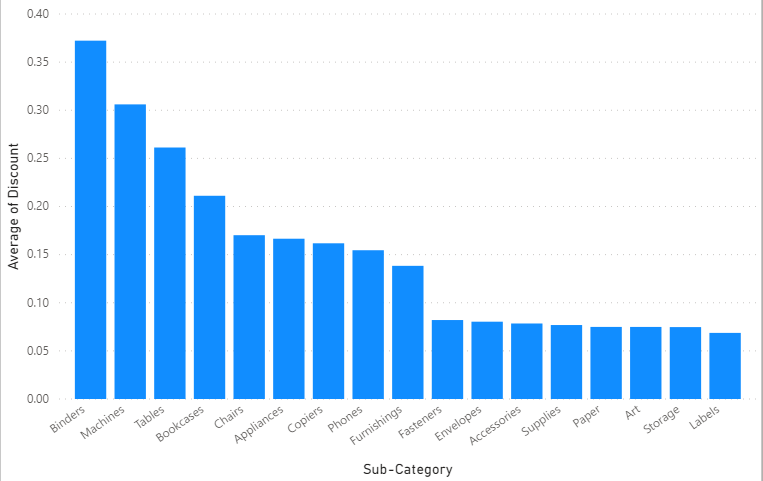 0.40
0.35
0.30
0.25
0.20
0.15
0.10
0.05
0.00
Average of Discount
Binders
Machines
Tables
Bookcases
Chairs
Appliances
Copiers
Phones
Furnishings
Fasteners
Envelopes
Accessories
Supplies
Paper
Art
Storage
Labels
Sub-Category